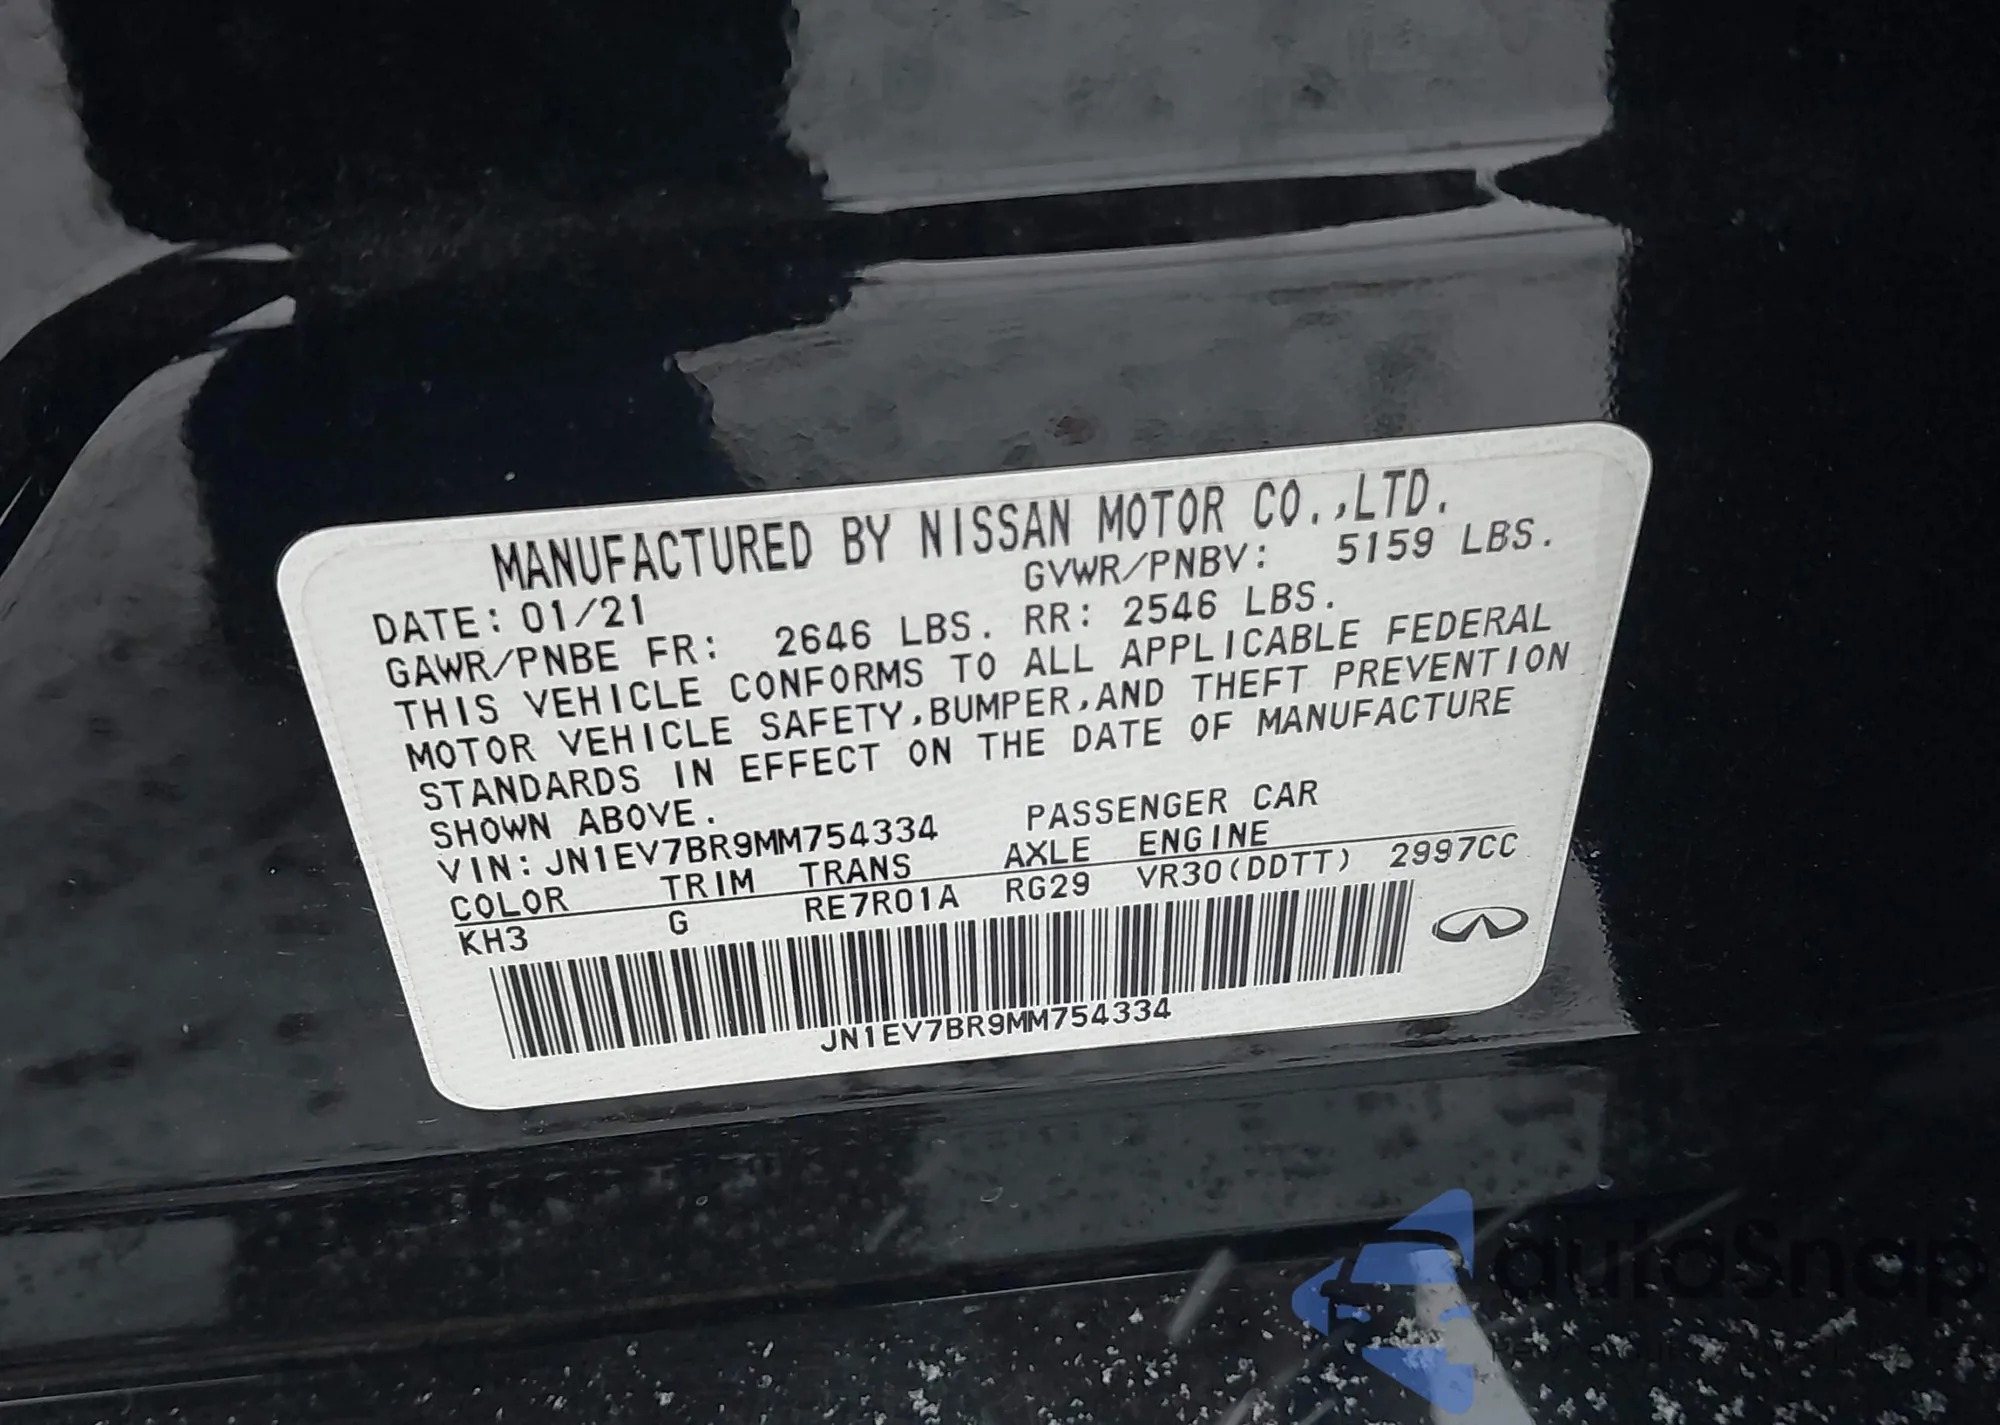 MANUFACTURED BY NISSAN MOTOR CO.,LTD.
DATE: 01/21 GVWR/PNBV: 5159 LBS.
GAWR/PNBE FR: 2646 LBS. RR: 2546 LBS.
THIS VEHICLE CONFORMS TO ALL APPLICABLE FEDERAL
MOTOR VEHICLE SAFETY,BUMPER,AND THEFT PREVENTION
STANDARDS IN EFFECT ON THE DATE OF MANUFACTURE
SHOWN ABOVE.
VIN: JN1EV7BR9MM754334 PASSENGER CAR
COLOR TRIM TRANS AXLE ENGINE
KH3 G RE7R01A RG29 VR30(DDTT) 2997CC
JN1EV7BR9MM754334
autosnap